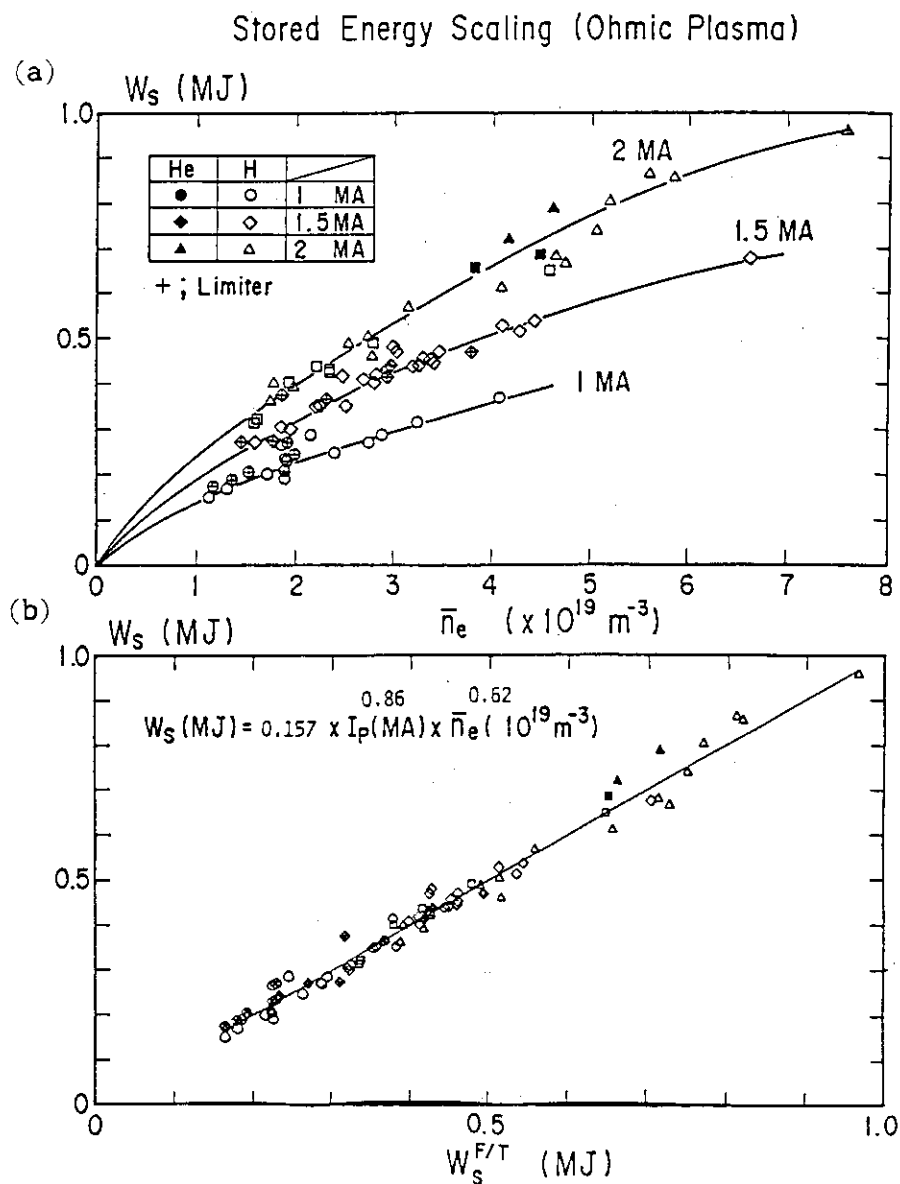 Stored Energy Scaling (Ohmic Plasma)
(a)
Ws (MJ)
1.0
0.5
0
He H
● ○ 1 MA
◆ ◇ 1.5 MA
▲ △ 2 MA
+ ; Limiter
2 MA
1.5 MA
1 MA
1 2 3 4 5 6 7 8
n̄e (×10^19 m^-3)
(b)
Ws (MJ)
1.0
0.5
0
0.86 0.62
Ws(MJ) = 0.157 × Ip(MA) × n̄e(10^19 m^-3)
0 0.5 1.0
Ws^F/T (MJ)